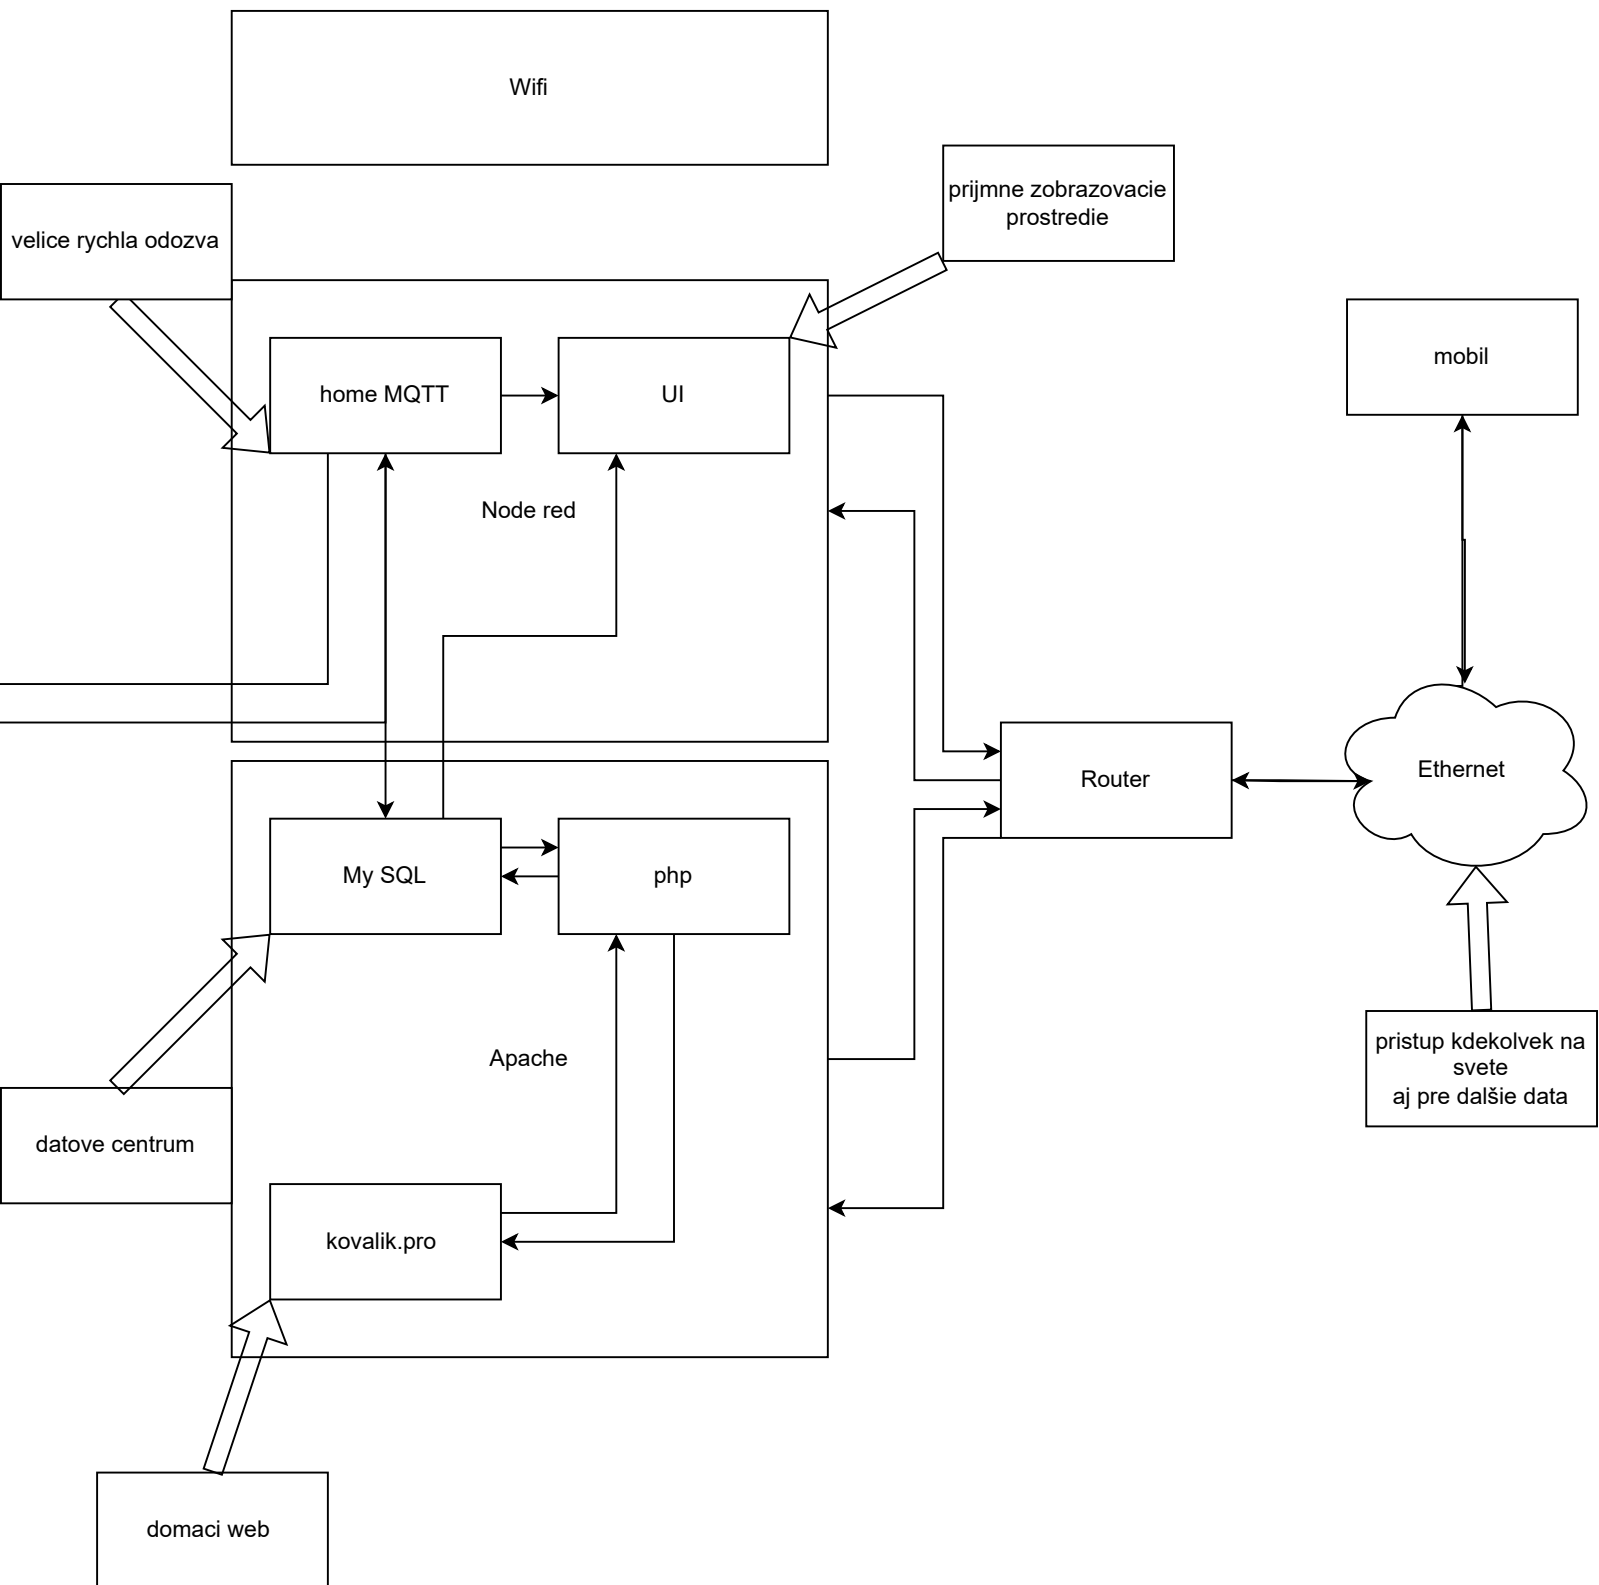 Wifi
prijmne zobrazovacie
prostredie
velice rychla odozva
mobil
home MQTT
UI
Node red
Router
Ethernet
My SQL
php
pristup kdekolvek na
svete
aj pre dalšie data
Apache
datove centrum
kovalik.pro
domaci web